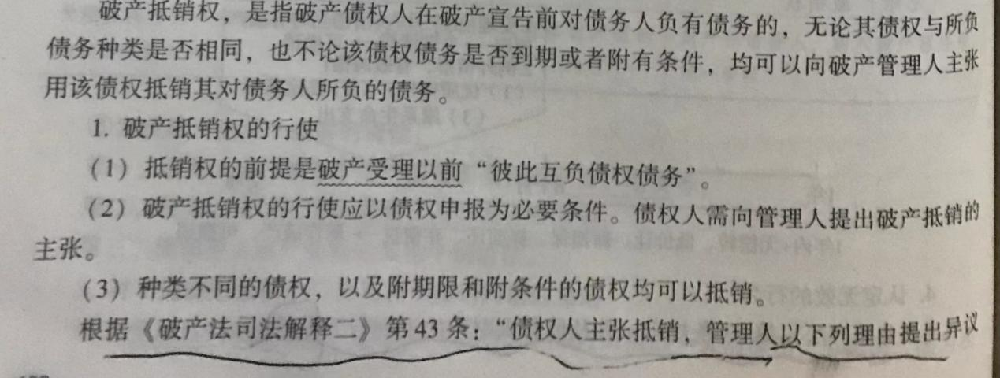 破产抵销权，是指破产债权人在破产宣告前对债务人负有债务的，无论其债权与所负
债务种类是否相同，也不论该债权债务是否到期或者附有条件，均可以向破产管理人主张
用该债权抵销其对债务人所负的债务。
1. 破产抵销权的行使
（1）抵销权的前提是破产受理以前“彼此互负债权债务”。
（2）破产抵销权的行使应以债权申报为必要条件。债权人需向管理人提出破产抵销的
主张。
（3）种类不同的债权，以及附期限和附条件的债权均可以抵销。
根据《破产法司法解释二》第43条：“债权人主张抵销，管理人以下列理由提出异议